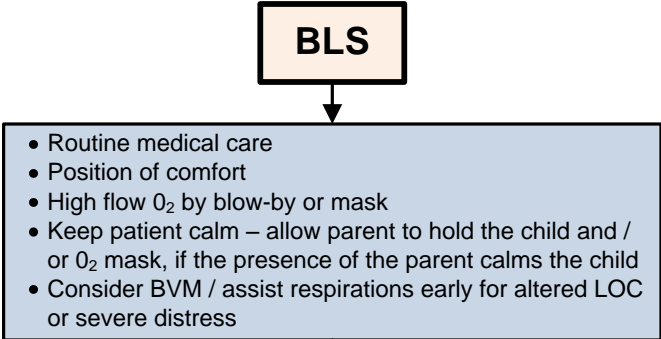 BLS
• Routine medical care
• Position of comfort
• High flow 0₂ by blow-by or mask
• Keep patient calm – allow parent to hold the child and /
or 0₂ mask, if the presence of the parent calms the child
• Consider BVM / assist respirations early for altered LOC
or severe distress